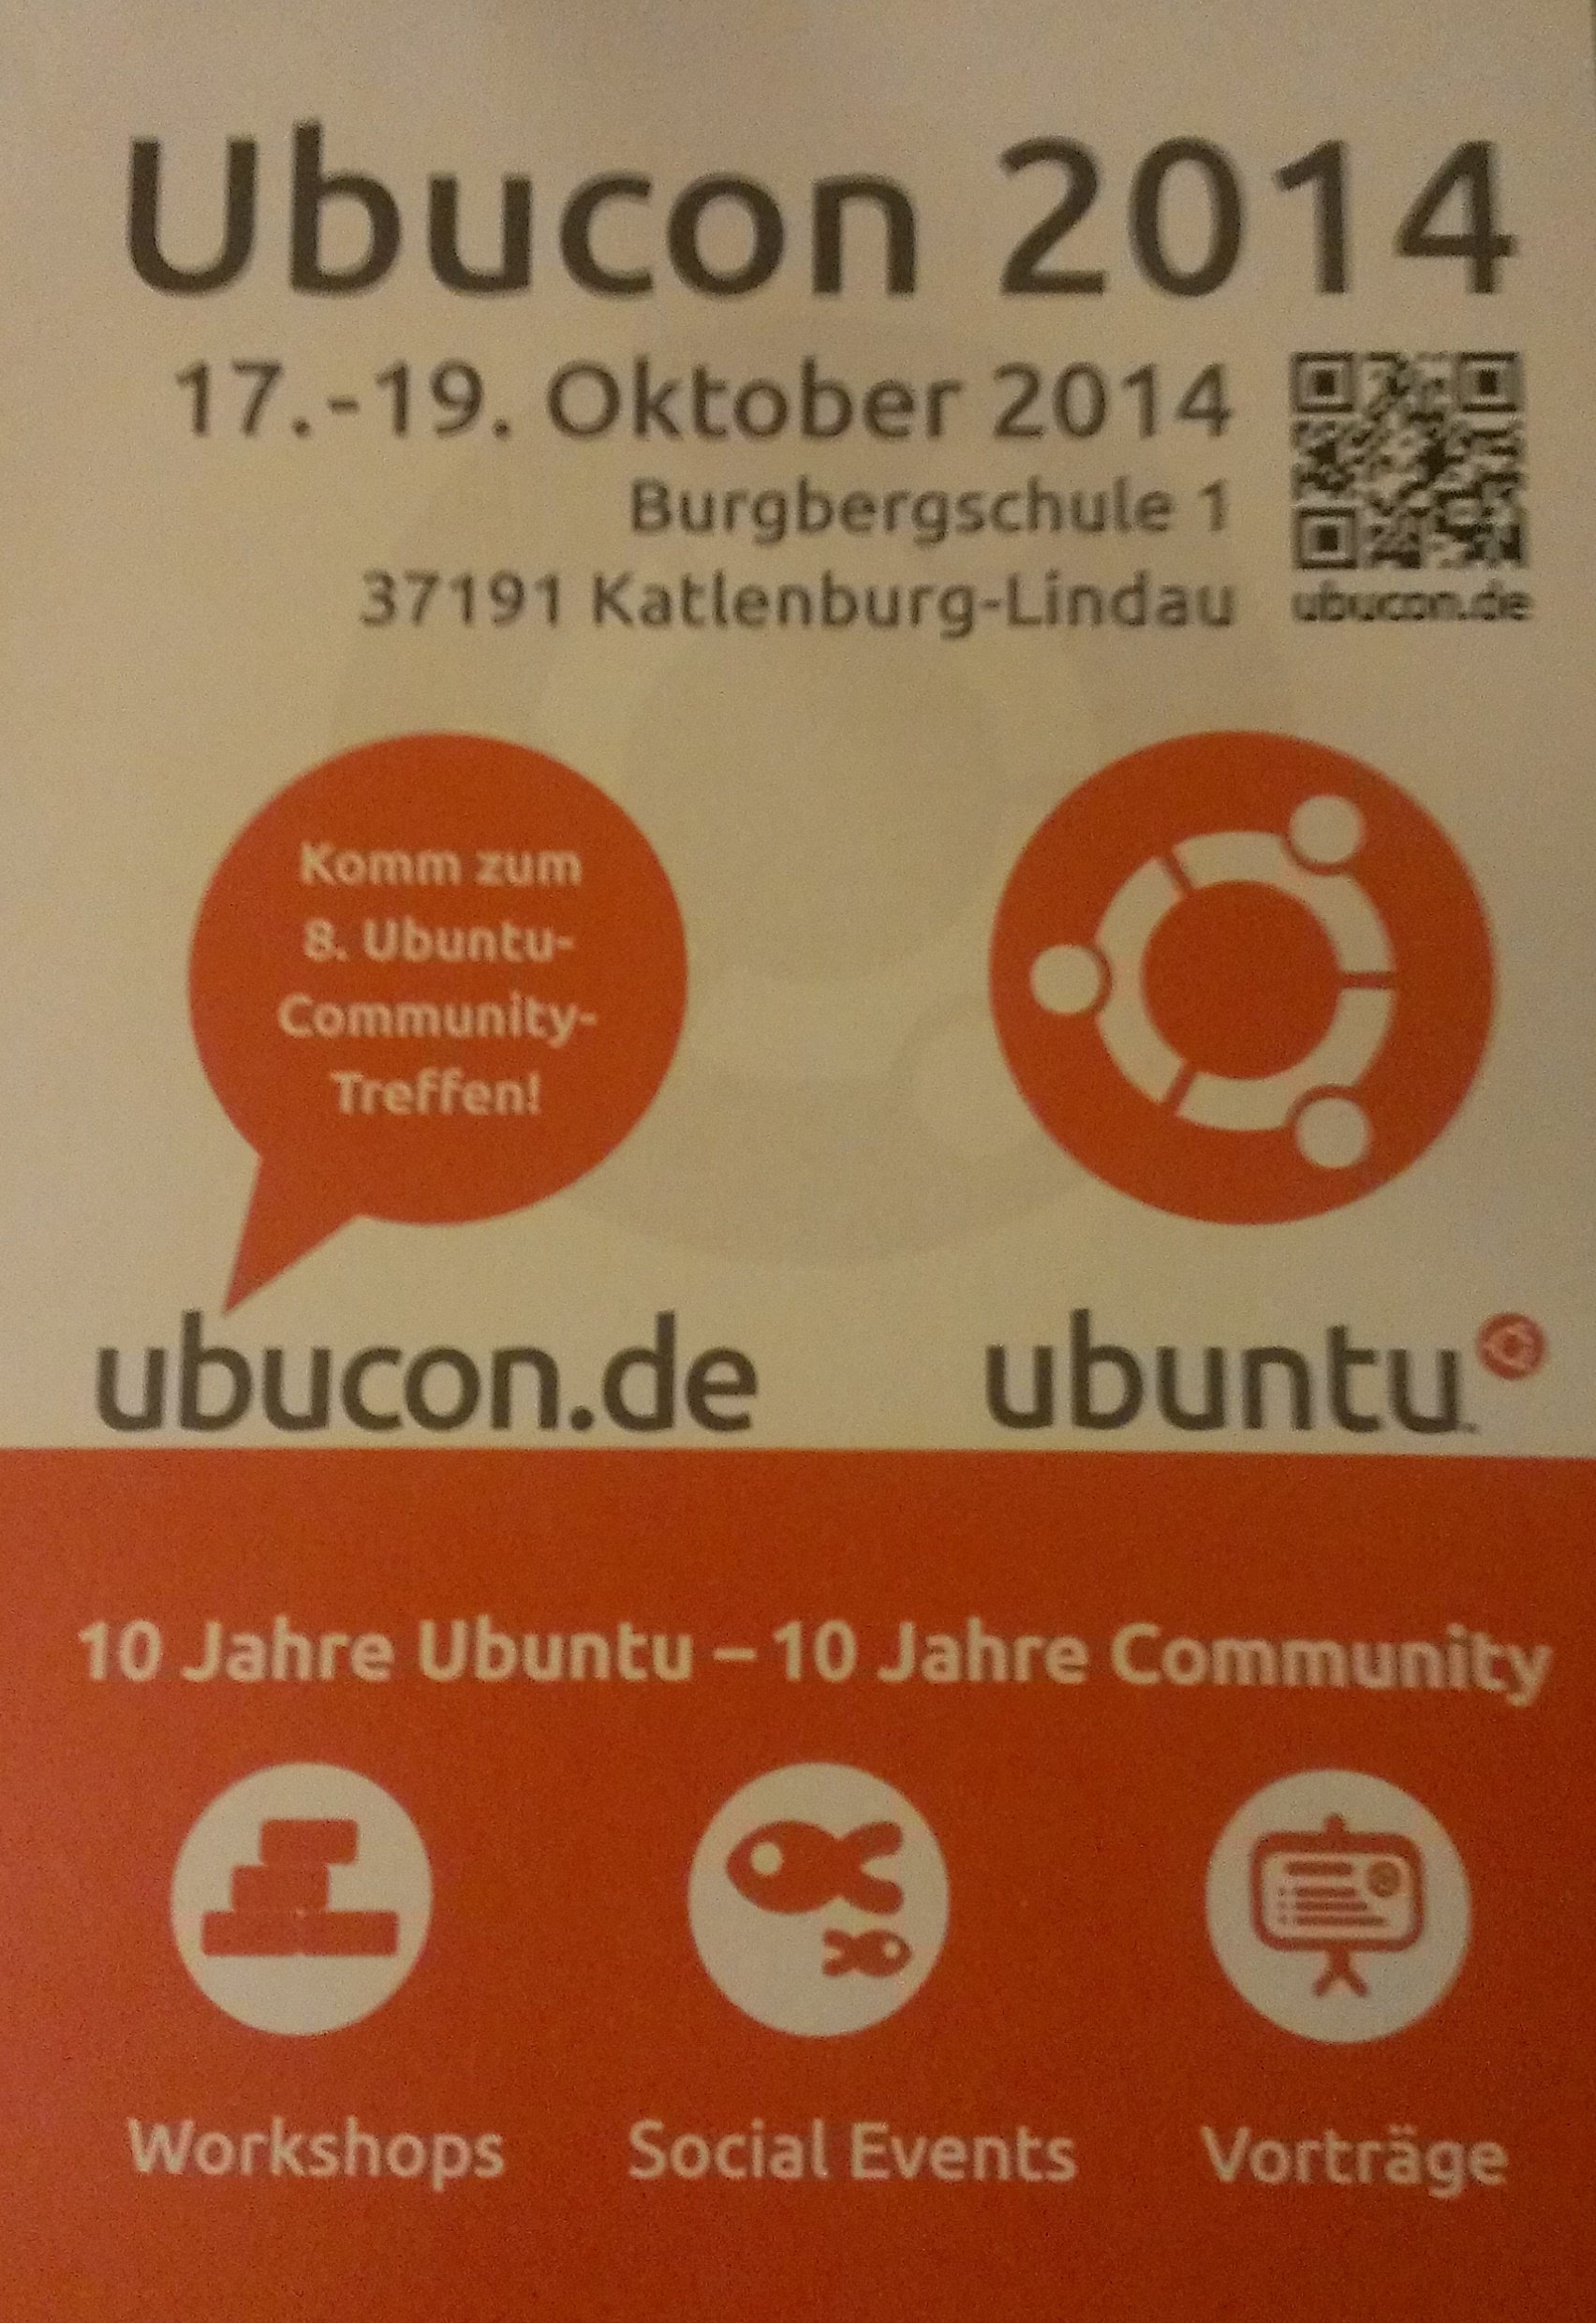 Ubucon 2014
17.-19. Oktober 2014
Burgbergschule 1
37191 Katlenburg-Lindau
ubucon.de
Komm zum
8. Ubuntu-
Community-
Treffen!
ubucon.de
ubuntu
10 Jahre Ubuntu – 10 Jahre Community
Workshops
Social Events
Vorträge